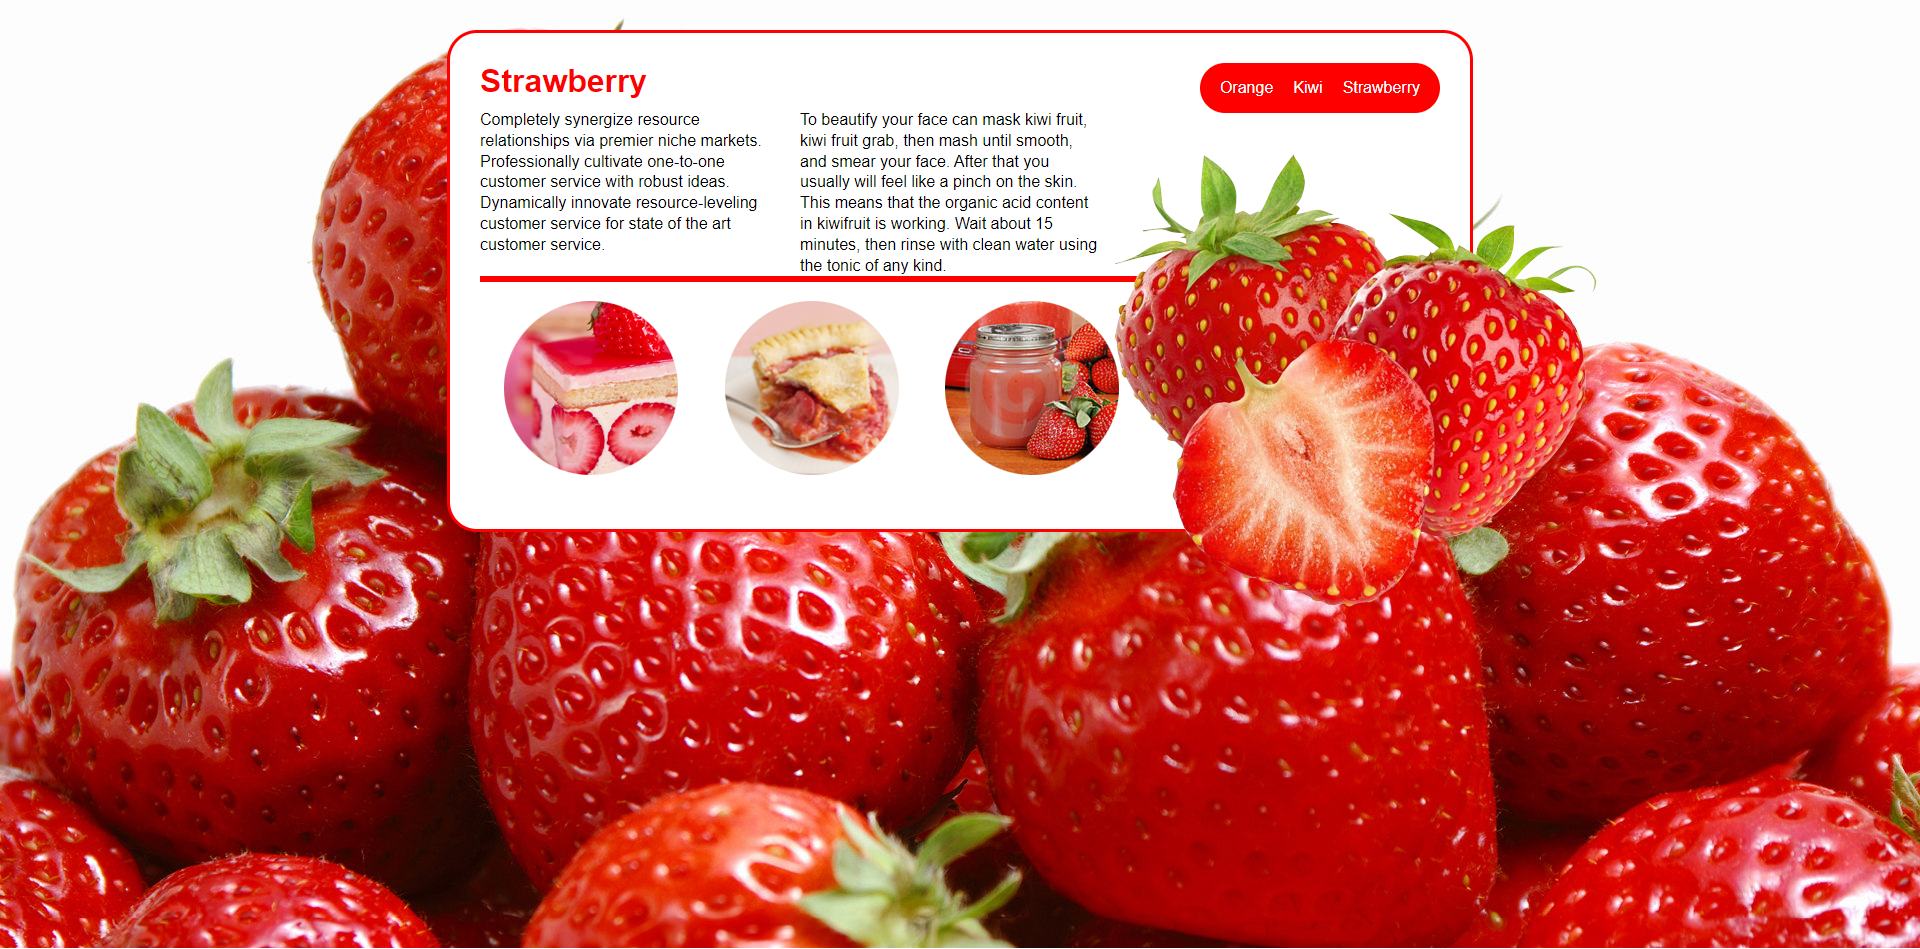 Strawberry
Orange Kiwi Strawberry
Completely synergize resource
relationships via premier niche markets.
Professionally cultivate one-to-one
customer service with robust ideas.
Dynamically innovate resource-leveling
customer service for state of the art
customer service.
To beautify your face can mask kiwi fruit,
kiwi fruit grab, then mash until smooth,
and smear your face. After that you
usually will feel like a pinch on the skin.
This means that the organic acid content
in kiwifruit is working. Wait about 15
minutes, then rinse with clean water using
the tonic of any kind.